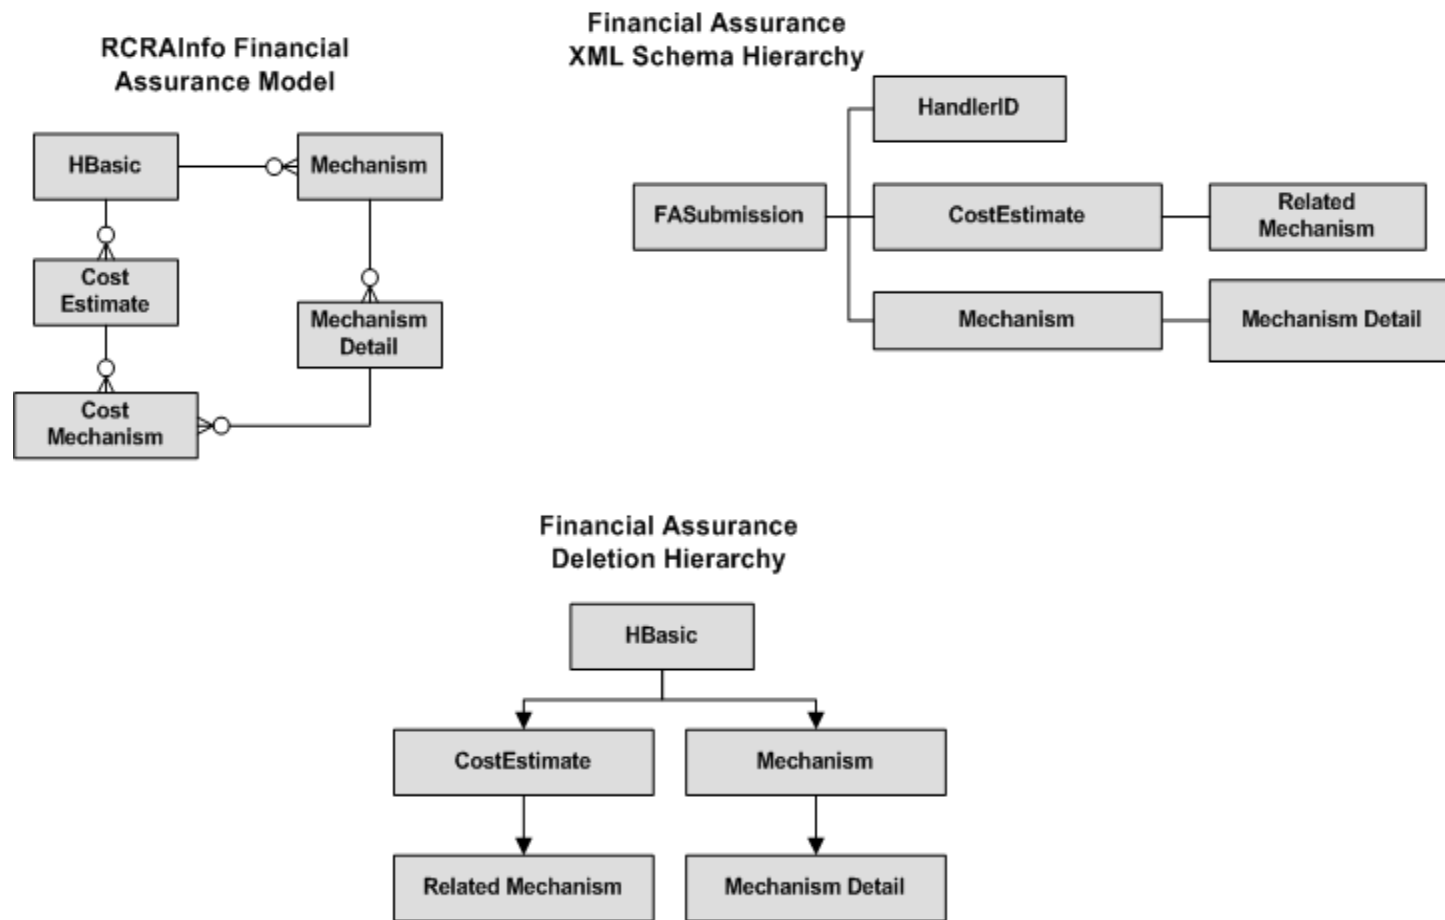 RCRAInfo Financial
Assurance Model
HBasic
Mechanism
Cost
Estimate
Mechanism
Detail
Cost
Mechanism
Financial Assurance
XML Schema Hierarchy
HandlerID
FASubmission
CostEstimate
Related
Mechanism
Mechanism
Mechanism Detail
Financial Assurance
Deletion Hierarchy
HBasic
CostEstimate
Mechanism
Related Mechanism
Mechanism Detail